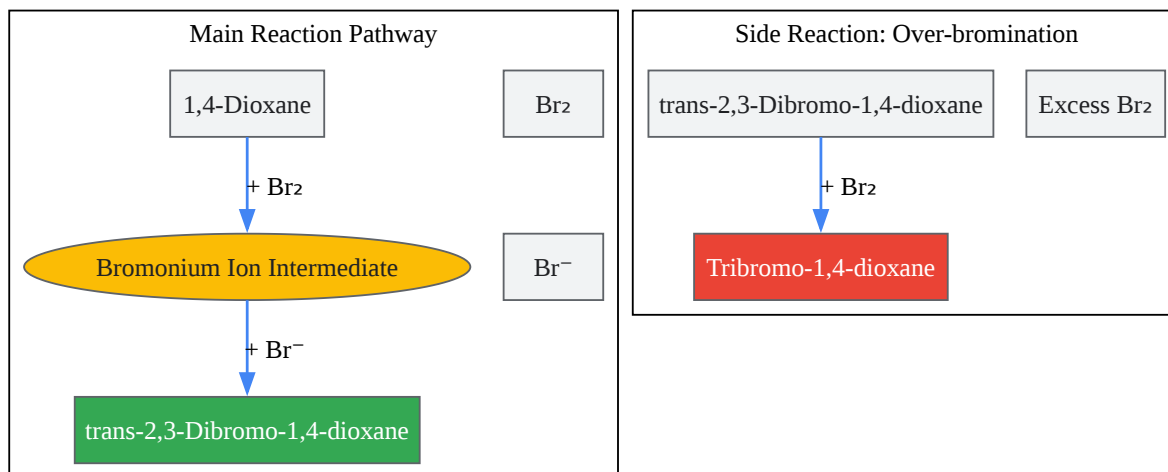 Main Reaction Pathway
1,4-Dioxane
Br₂
+ Br₂
Bromonium Ion Intermediate
Br⁻
+ Br⁻
trans-2,3-Dibromo-1,4-dioxane
Side Reaction: Over-bromination
trans-2,3-Dibromo-1,4-dioxane
Excess Br₂
+ Br₂
Tribromo-1,4-dioxane